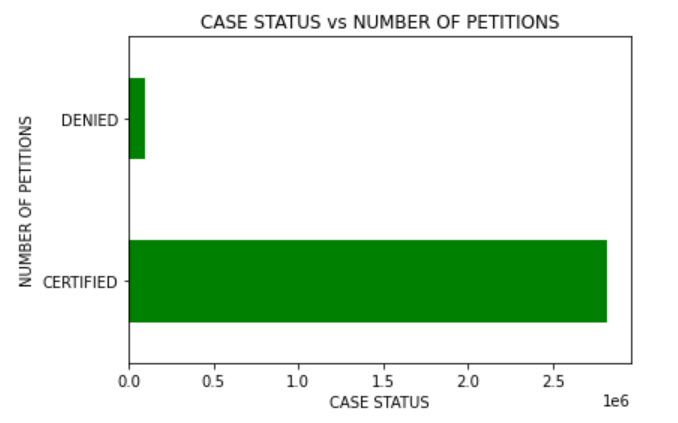 CASE STATUS vs NUMBER OF PETITIONS
NUMBER OF PETITIONS
DENIED
CERTIFIED
0.0 0.5 1.0 1.5 2.0 2.5
1e6
CASE STATUS